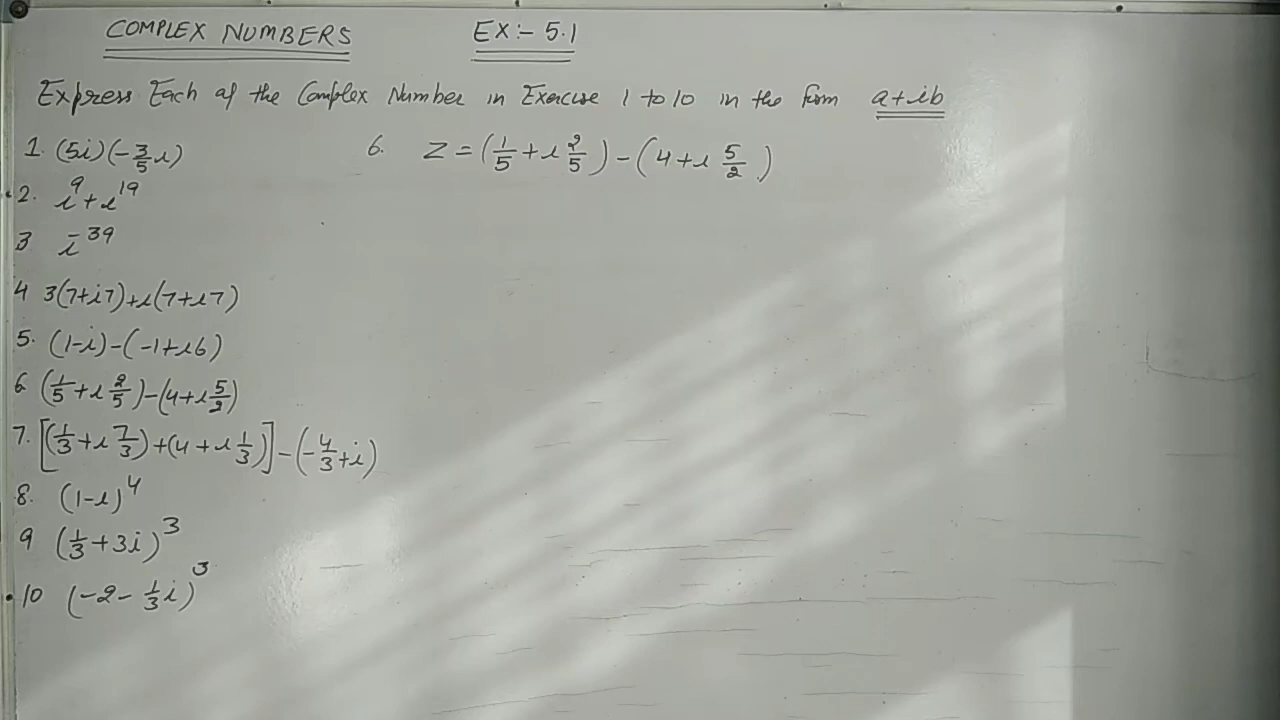 COMPLEX NUMBERS EX:- 5.1
Express Each of the Complex Number in Exercise 1 to 10 in the form a+ib
1. (5i)(-3/5 i)
2. i^9 + i^19
3 i^-39
4 3(7+i7)+i(7+i7)
5. (1-i)-(-1+i6)
6 (1/5 + i 2/5)-(4+i 5/2)
7. [(1/3 + i 7/3)+(4 + i 1/3)] - (-4/3 + i)
8. (1-i)^4
9 (1/3 + 3i)^3
10 (-2 - 1/3 i)^3
6. Z = (1/5 + i 2/5) - (4 + i 5/2)